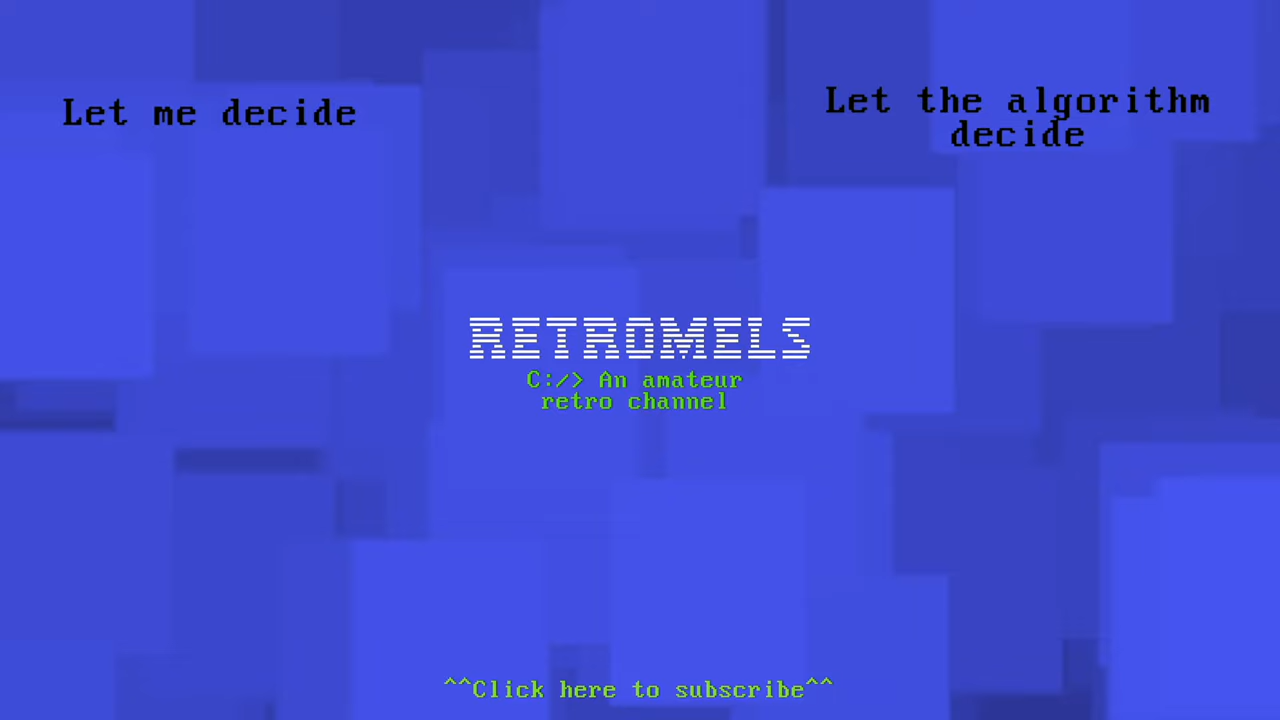 Let me decide
Let the algorithm
decide
RETROMELS
C:/> An amateur
retro channel
^^Click here to subscribe^^